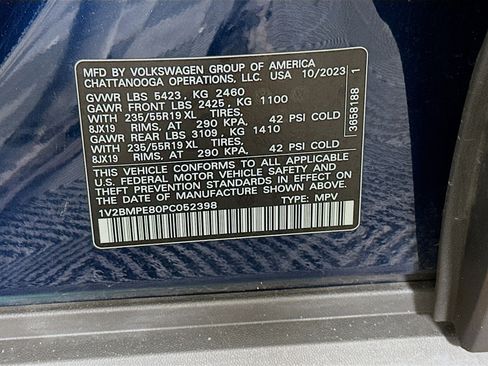 MFD BY VOLKSWAGEN GROUP OF AMERICA
CHATTANOOGA OPERATIONS, LLC. USA 10/2023
GVWR LBS 5423, KG 2460
GAWR FRONT LBS 2425, KG 1100
WITH 235/55R19 XL TIRES,
8JX19 RIMS, AT 290 KPA. 42 PSI COLD
GAWR REAR LBS 3109, KG 1410
WITH 235/55R19 XL TIRES,
8JX19 RIMS, AT 290 KPA. 42 PSI COLD
THIS VEHICLE CONFORMS TO ALL APPLICABLE
U.S. FEDERAL MOTOR VEHICLE SAFETY AND
THEFT PREVENTION STANDARDS IN EFFECT
ON THE DATE OF MANUFACTURE SHOWN ABOVE.
1V2BMPE80PC052398 TYPE: MPV
3658188 1